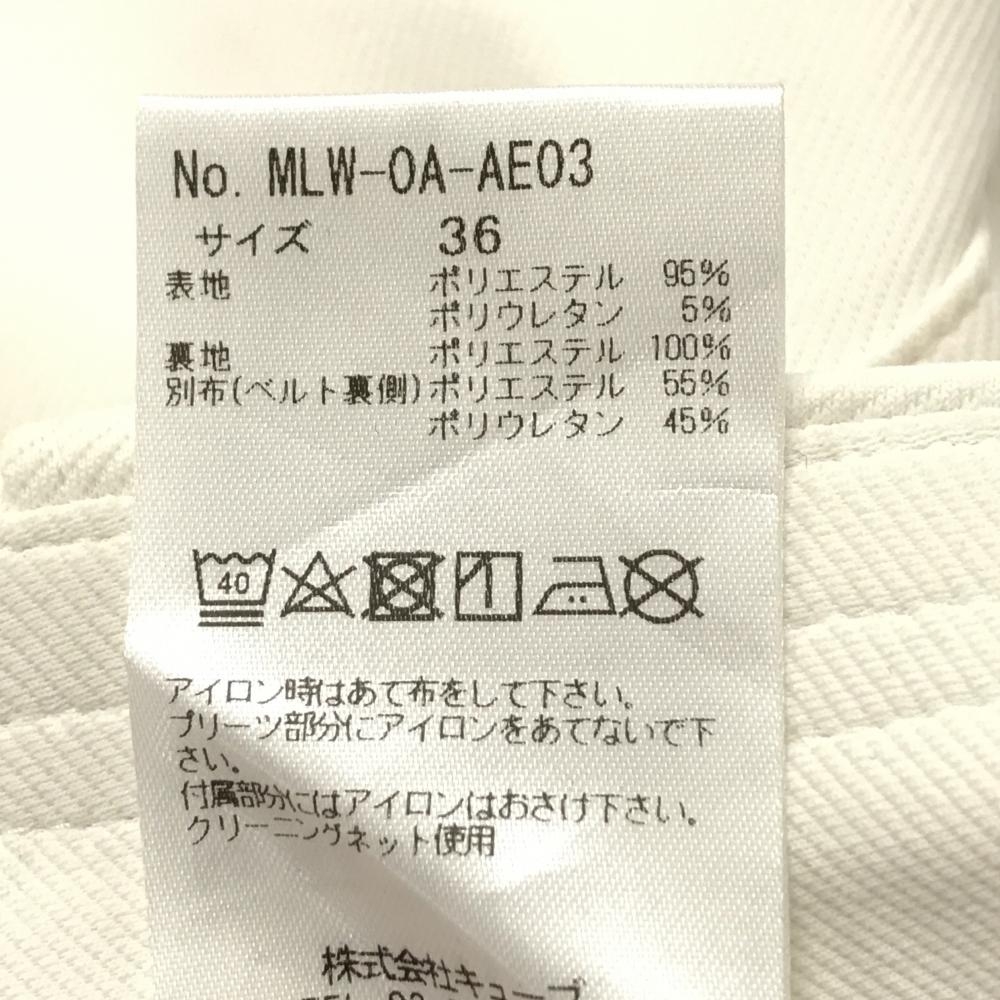 No. MLW-OA-AE03
サイズ 36
表地 ポリエステル 95%
ポリウレタン 5%
裏地 ポリエステル 100%
別布(ベルト裏側) ポリエステル 55%
ポリウレタン 45%
40
アイロン時はあて布をして下さい。
プリーツ部分にアイロンをあてないで下
さい。
付属部分にはアイロンはおさけ下さい。
クリーニングネット使用
株式会社キューブ